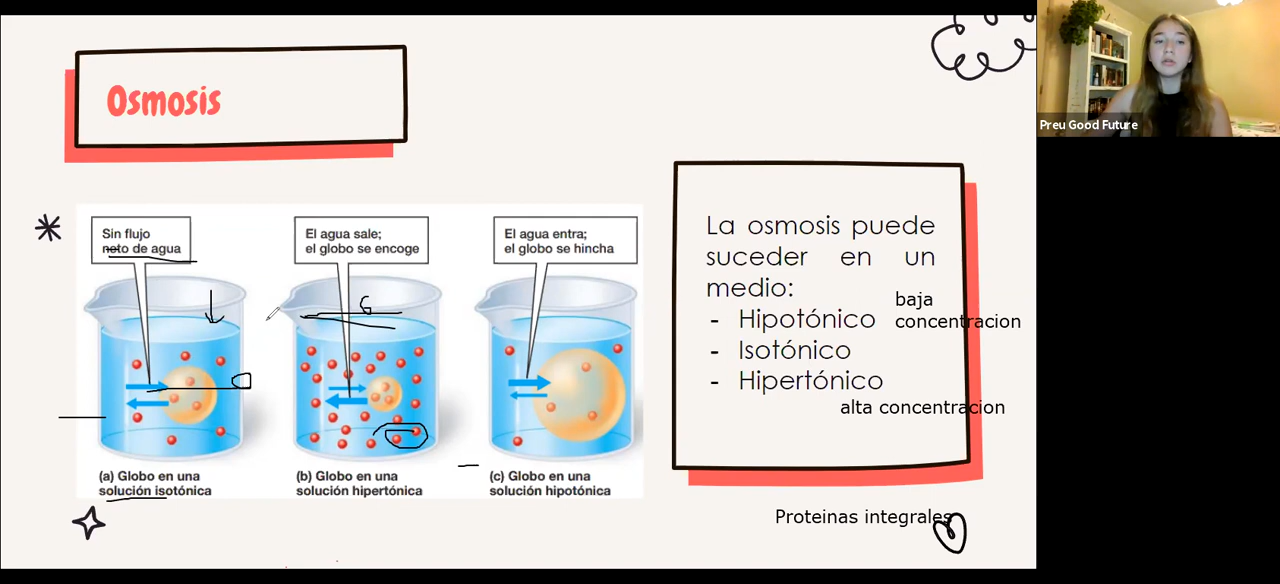 Osmosis
Sin flujo
neto de agua
El agua sale;
el globo se encoge
El agua entra;
el globo se hincha
(a) Globo en una
solución isotónica
(b) Globo en una
solución hipertónica
(c) Globo en una
solución hipotónica
La osmosis puede
suceder en un
medio:
- Hipotónico
- Isotónico
- Hipertónico
baja
concentracion
alta concentracion
Proteinas integrales
Preu Good Future